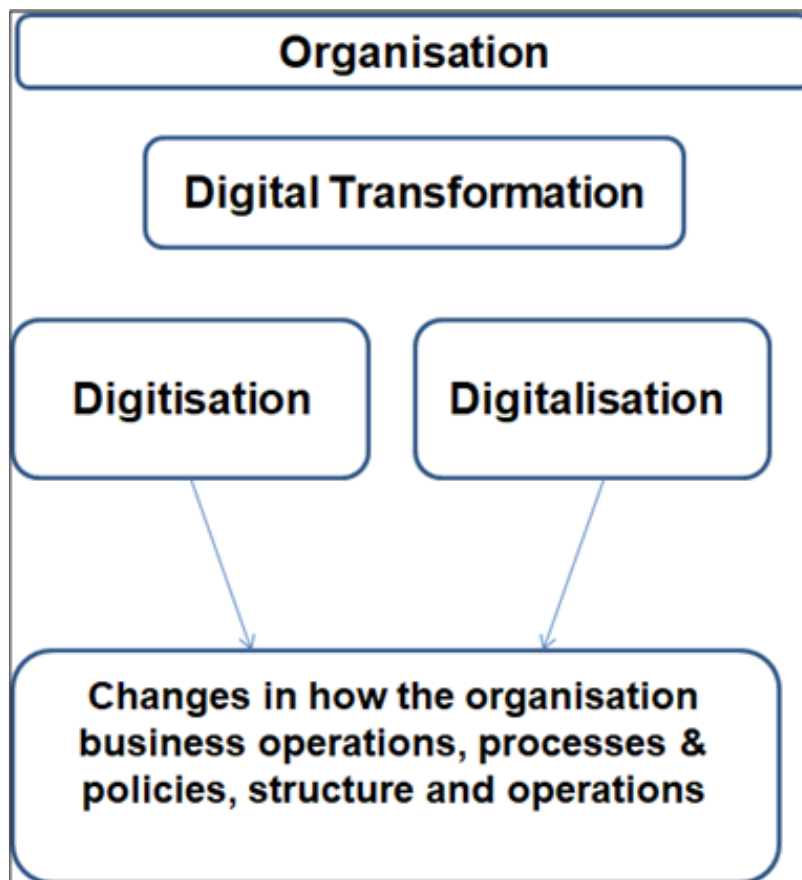 Organisation
Digital Transformation
Digitisation
Digitalisation
Changes in how the organisation
business operations, processes &
policies, structure and operations